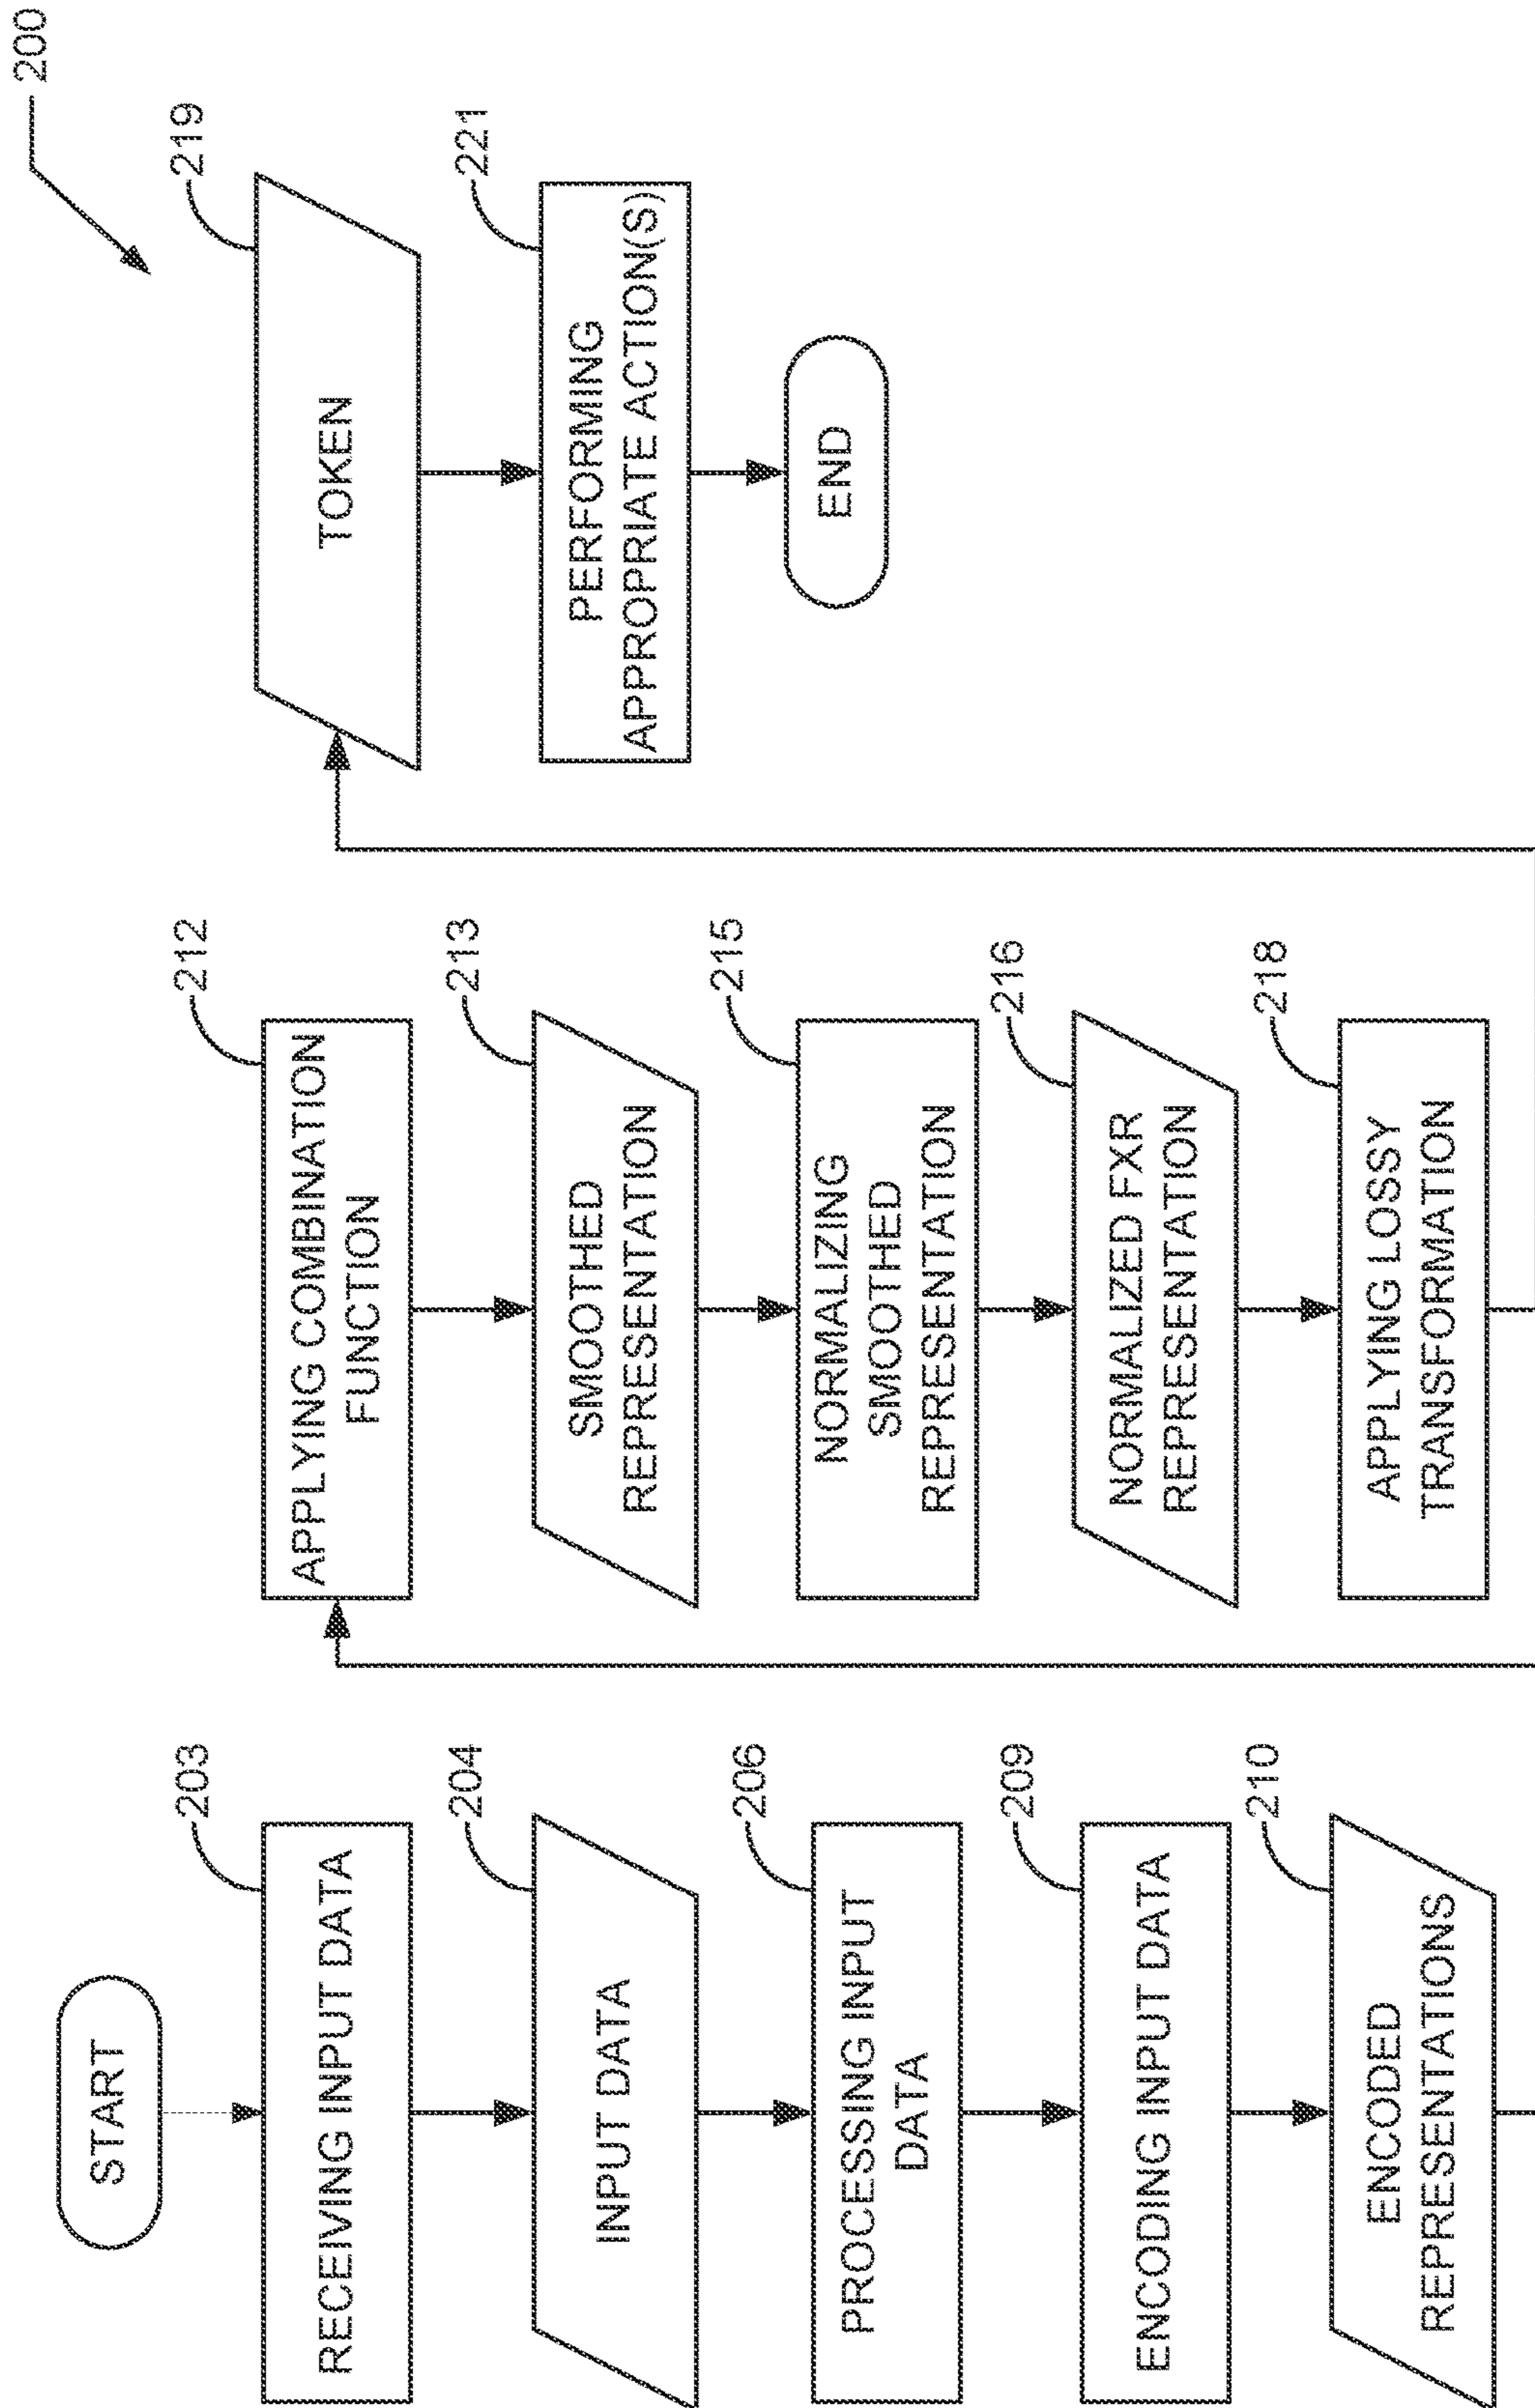 200
START
203
RECEIVING INPUT DATA
204
INPUT DATA
206
PROCESSING INPUT
DATA
209
ENCODING INPUT DATA
210
ENCODED
REPRESENTATIONS
212
APPLYING COMBINATION
FUNCTION
213
SMOOTHED
REPRESENTATION
215
NORMALIZING
SMOOTHED
REPRESENTATION
216
NORMALIZED FXR
REPRESENTATION
218
APPLYING LOSSY
TRANSFORMATION
219
TOKEN
221
PERFORMING
APPROPRIATE ACTION(S)
END